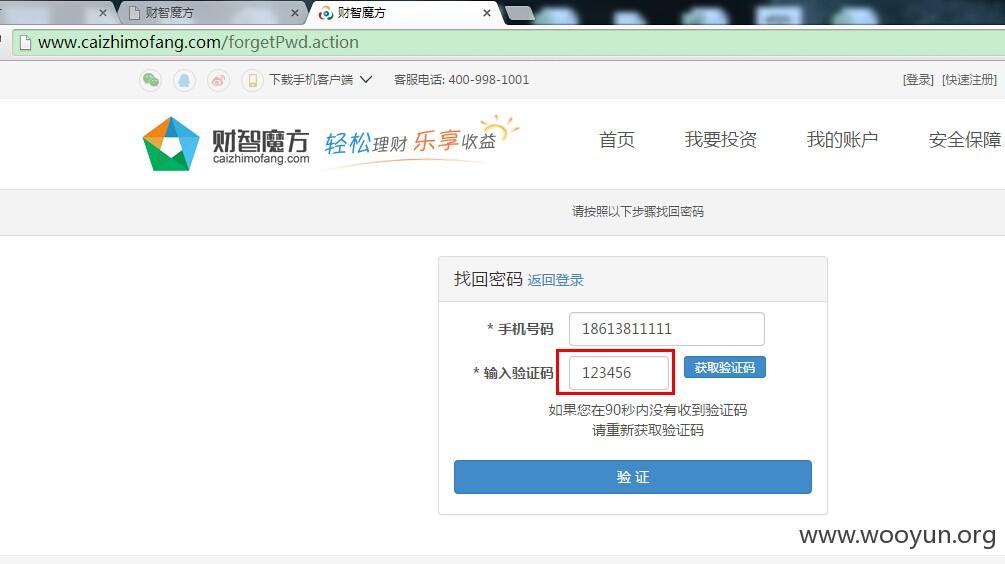 财智魔方
财智魔方
www.caizhimofang.com/forgetPwd.action
下载手机客户端 客服电话: 400-998-1001 [登录] [快速注册]
财智魔方 caizhimofang.com 轻松理财 乐享收益 首页 我要投资 我的账户 安全保障
请按照以下步骤找回密码
找回密码 返回登录
* 手机号码 18613811111
* 输入验证码 123456 获取验证码
如果您在90秒内没有收到验证码
请重新获取验证码
验 证
www.wooyun.org